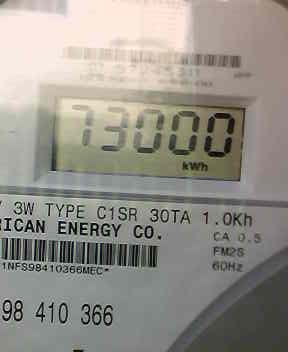 73000
kWh
3W TYPE C1SR 30TA 1.0Kh
RICAN ENERGY CO.
CA 0.5
FM2S
60Hz
1NFS98410366MEC*
98 410 366